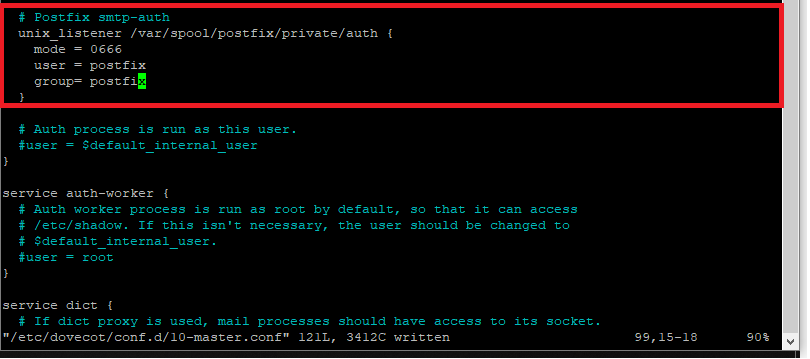 # Postfix smtp-auth
unix_listener /var/spool/postfix/private/auth {
mode = 0666
user = postfix
group= postfix
}
# Auth process is run as this user.
#user = $default_internal_user
}
service auth-worker {
# Auth worker process is run as root by default, so that it can access
# /etc/shadow. If this isn't necessary, the user should be changed to
# $default_internal_user.
#user = root
}
service dict {
# If dict proxy is used, mail processes should have access to its socket.
"/etc/dovecot/conf.d/10-master.conf" 121L, 3412C written 99,15-18 90%